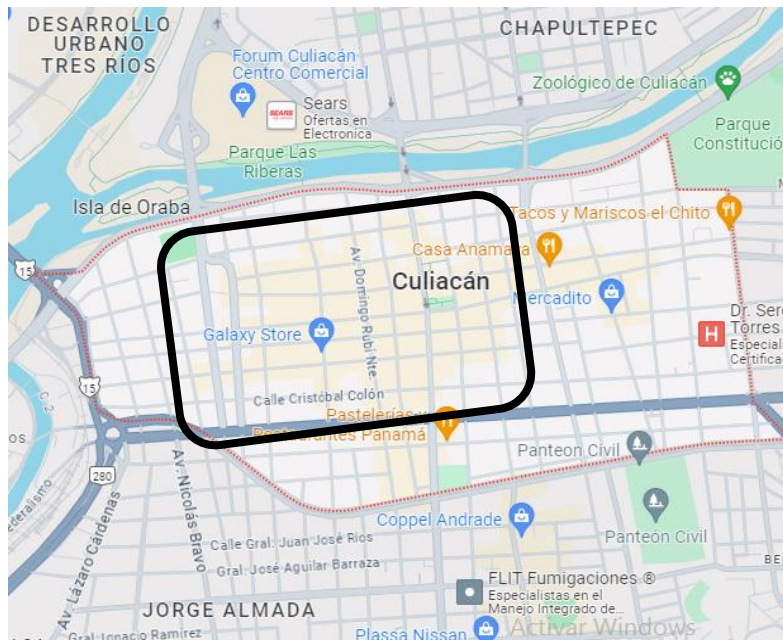 DESARROLLO
URBANO
TRES RÍOS
CHAPULTEPEC
Forum Culiacán
Centro Comercial
Zoológico de Culiacán
SEARS
Sears
Ofertas en
Electronica
Parque
Constitució
Parque Las
Riberas
Isla de Oraba
Tacos y Mariscos el Chito
Casa Anamara
15
Av. Domingo Rubí Nte.
Culiacán
Mercadito
Galaxy Store
H
Dr. Serg
Torres
Especial
Certifica
15
Calle Cristóbal Colón
Pastelerías y
Restaurantes Panamá
Panteon Civil
280
Av. Nicolás Bravo
Av. Lázaro Cárdenas
Coppel Andrade
Panteón Civil
Calle Gral. Juan José Ríos
Gral. José Aguilar Barraza
FLIT Fumigaciones ®
Especialistas en el
Manejo Integrado de...
JORGE ALMADA
Gral Ignacio Ramírez
Plassa Nissan
Activar Windows